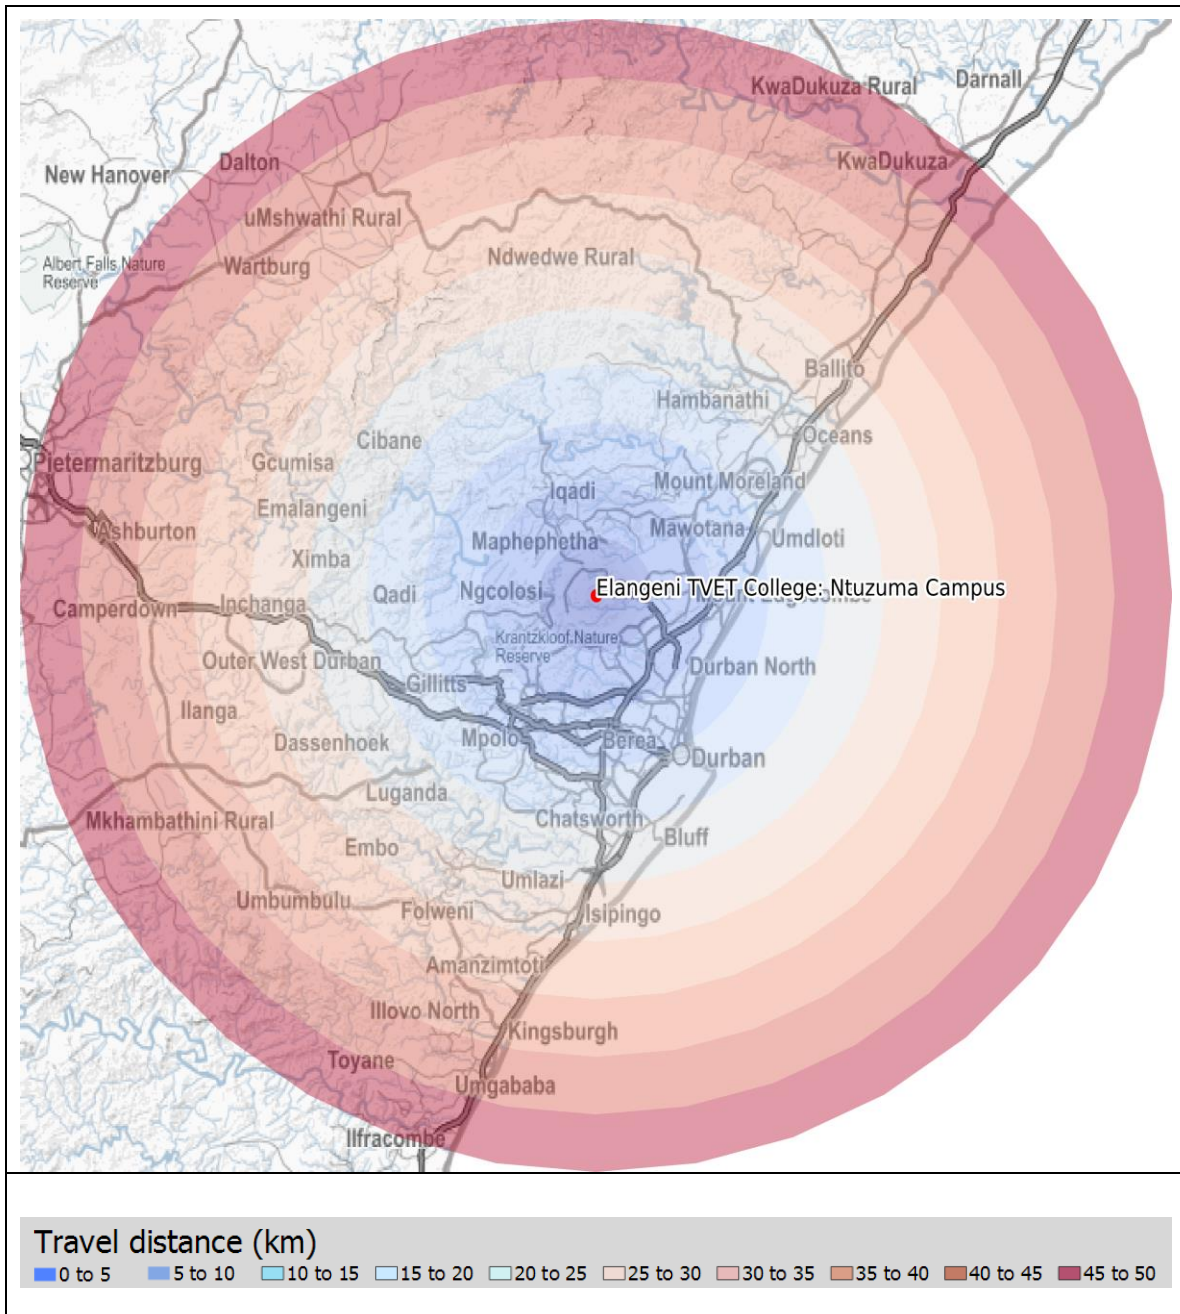 KwaDukuza Rural
Darnall
New Hanover
Dalton
KwaDukuza
uMshwathi Rural
Albert Falls Nature
Reserve
Wartburg
Ndwedwe Rural
Ballito
Hambanathi
Cibane
Oceans
Pietermaritzburg
Gcumisa
Iqadi
Mount Moreland
Emalangeni
Ashburton
Maphephetha
Mawotana
Umdloti
Ximba
Qadi
Ngcolosi
Elangeni TVET College: Ntuzuma Campus
Camperdown
Inchanga
Krantzkloof Nature
Reserve
Outer West Durban
Durban North
Gillitts
Ilanga
Dassenhoek
Mpolo
Berea
Durban
Luganda
Chatsworth
Mkhambathini Rural
Bluff
Embo
Umlazi
Umbumbulu
Folweni
Isipingo
Amanzimtoti
Illovo North
Kingsburgh
Toyane
Umgababa
Ilfracombe
Travel distance (km)
0 to 5 5 to 10 10 to 15 15 to 20 20 to 25 25 to 30 30 to 35 35 to 40 40 to 45 45 to 50